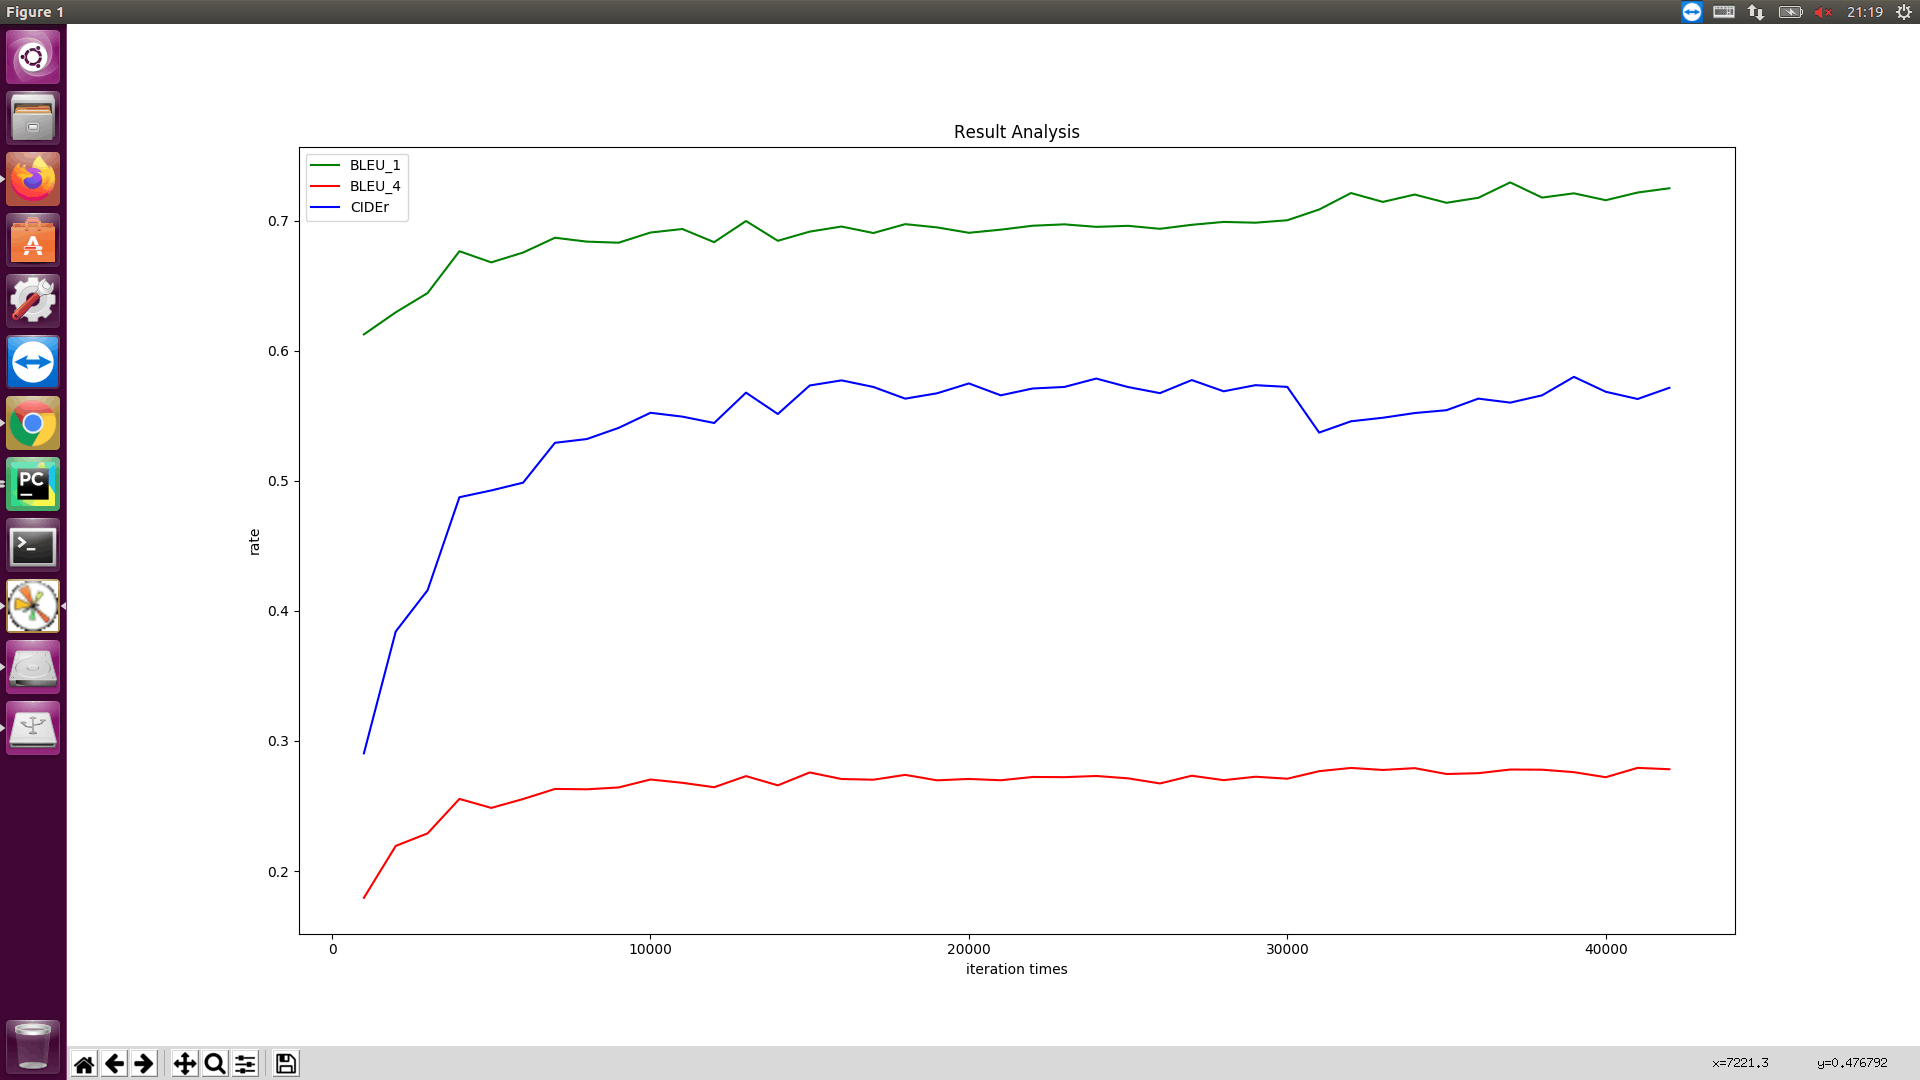 Figure 1
21:19
Result Analysis
BLEU_1
BLEU_4
CIDEr
0.7
0.6
0.5
0.4
0.3
0.2
rate
0
10000
20000
30000
40000
iteration times
PC
x=7221.3 y=0.476792